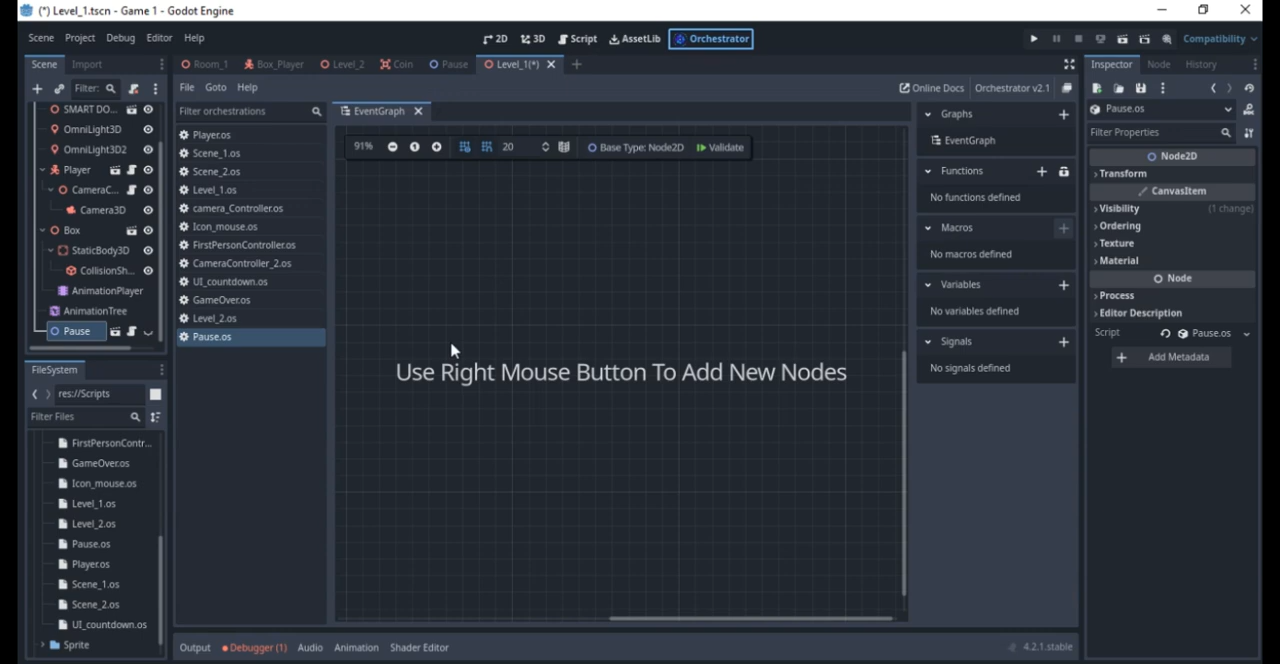 (*) Level_1.tscn - Game 1 - Godot Engine
Scene Project Debug Editor Help
2D 3D Script AssetLib Orchestrator
Compatibility
Scene Import
Room_1 Box_Player Level_2 Coin Pause Level_1(*)
Inspector Node History
Filter:
File Goto Help
Online Docs Orchestrator v2.1
SMART DO...
OmniLight3D
OmniLight3D2
Player
CameraC...
Camera3D
Box
StaticBody3D
CollisionSh...
AnimationPlayer
AnimationTree
Pause
FileSystem
res://Scripts
Filter Files
FirstPersonContr...
GameOver.os
Icon_mouse.os
Level_1.os
Level_2.os
Pause.os
Player.os
Scene_1.os
Scene_2.os
UI_countdown.os
Sprite
Filter orchestrations
Player.os
Scene_1.os
Scene_2.os
Level_1.os
camera_Controller.os
Icon_mouse.os
FirstPersonController.os
CameraController_2.os
UI_countdown.os
GameOver.os
Level_2.os
Pause.os
EventGraph
91% 1 20 Base Type: Node2D Validate
Use Right Mouse Button To Add New Nodes
Graphs
EventGraph
Functions
No functions defined
Macros
No macros defined
Variables
No variables defined
Signals
No signals defined
Pause.os
Filter Properties
Node2D
Transform
CanvasItem
Visibility (1 change)
Ordering
Texture
Material
Node
Process
Editor Description
Script Pause.os
Add Metadata
Output Debugger (1) Audio Animation Shader Editor
4.2.1.stable